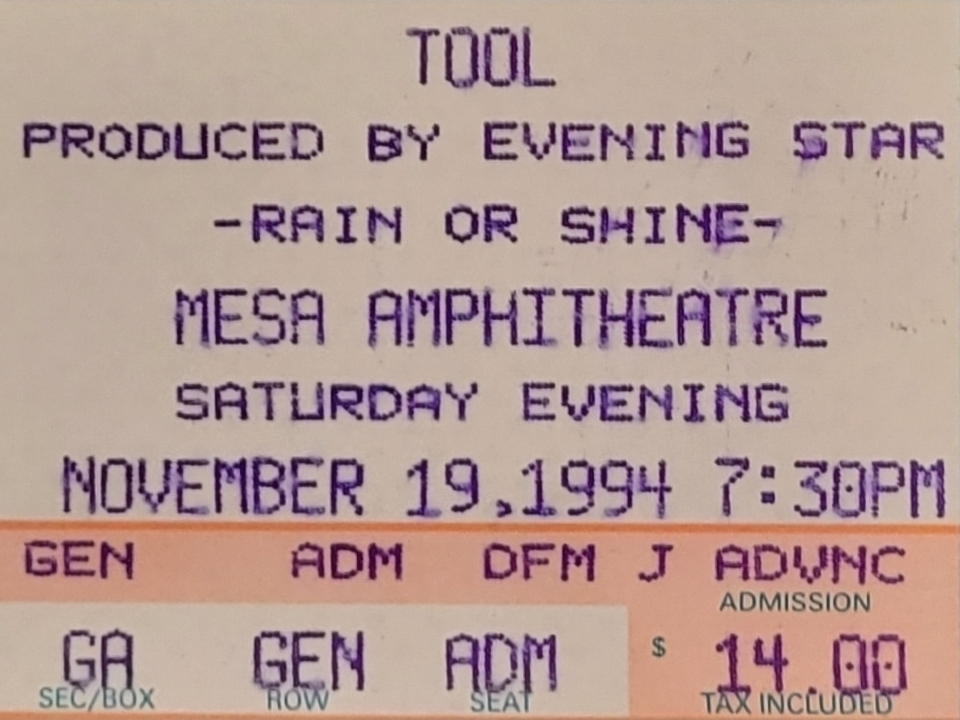 TOOL
PRODUCED BY EVENING STAR
-RAIN OR SHINE-
MESA AMPHITHEATRE
SATURDAY EVENING
NOVEMBER 19,1994 7:30PM
GEN ADM DFM J ADVNC
ADMISSION
GA GEN ADM $ 14.00
SEC/BOX ROW SEAT TAX INCLUDED